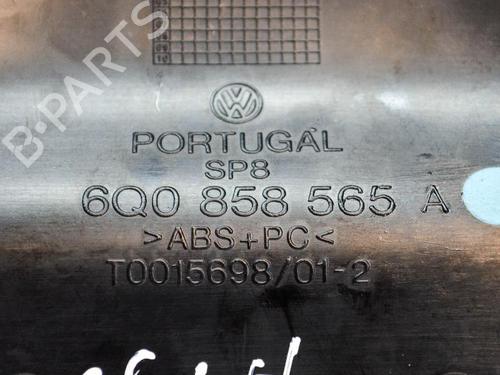 B-PARTS
PORTUGAL
SP8
6Q0 858 565 A
>ABS+PC<
T0015698/01-2